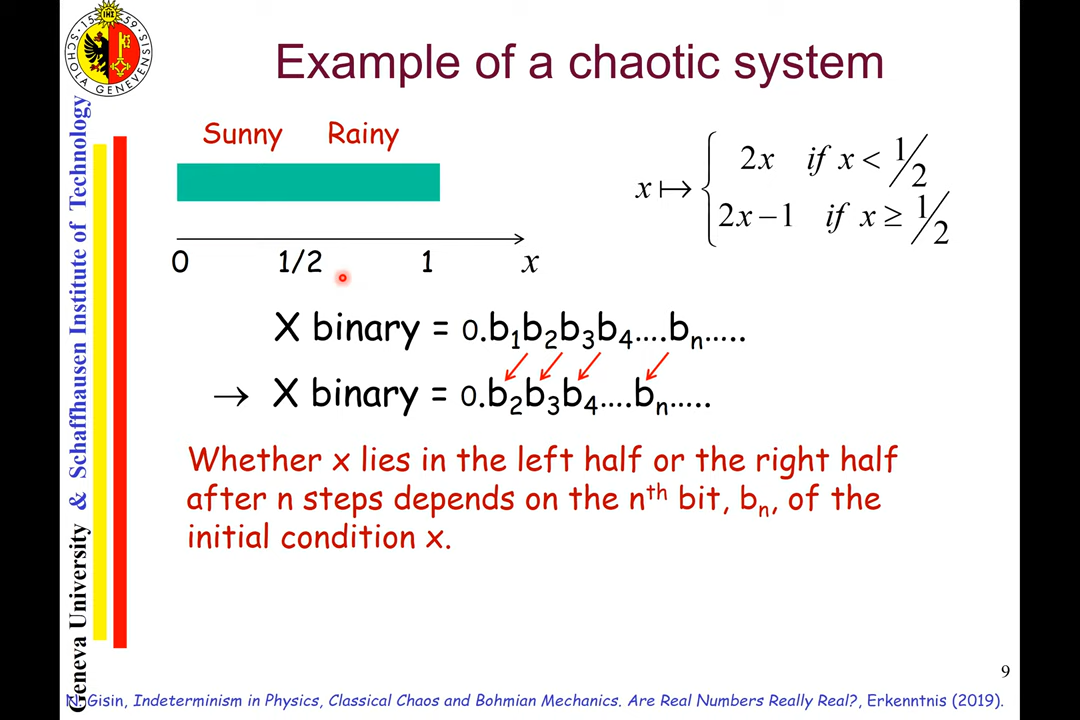 SCHOLA GENEVENSIS 1559
Geneva University & Schaffhausen Institute of Technology
Example of a chaotic system
Sunny Rainy
0 1/2 1 x
x ↦ { 2x if x < 1/2
2x − 1 if x ≥ 1/2
X binary = 0.b₁b₂b₃b₄….bₙ…..
→ X binary = 0.b₂b₃b₄….bₙ…..
Whether x lies in the left half or the right half
after n steps depends on the nᵗʰ bit, bₙ, of the
initial condition x.
9
N. Gisin, Indeterminism in Physics, Classical Chaos and Bohmian Mechanics. Are Real Numbers Really Real?, Erkenntnis (2019).